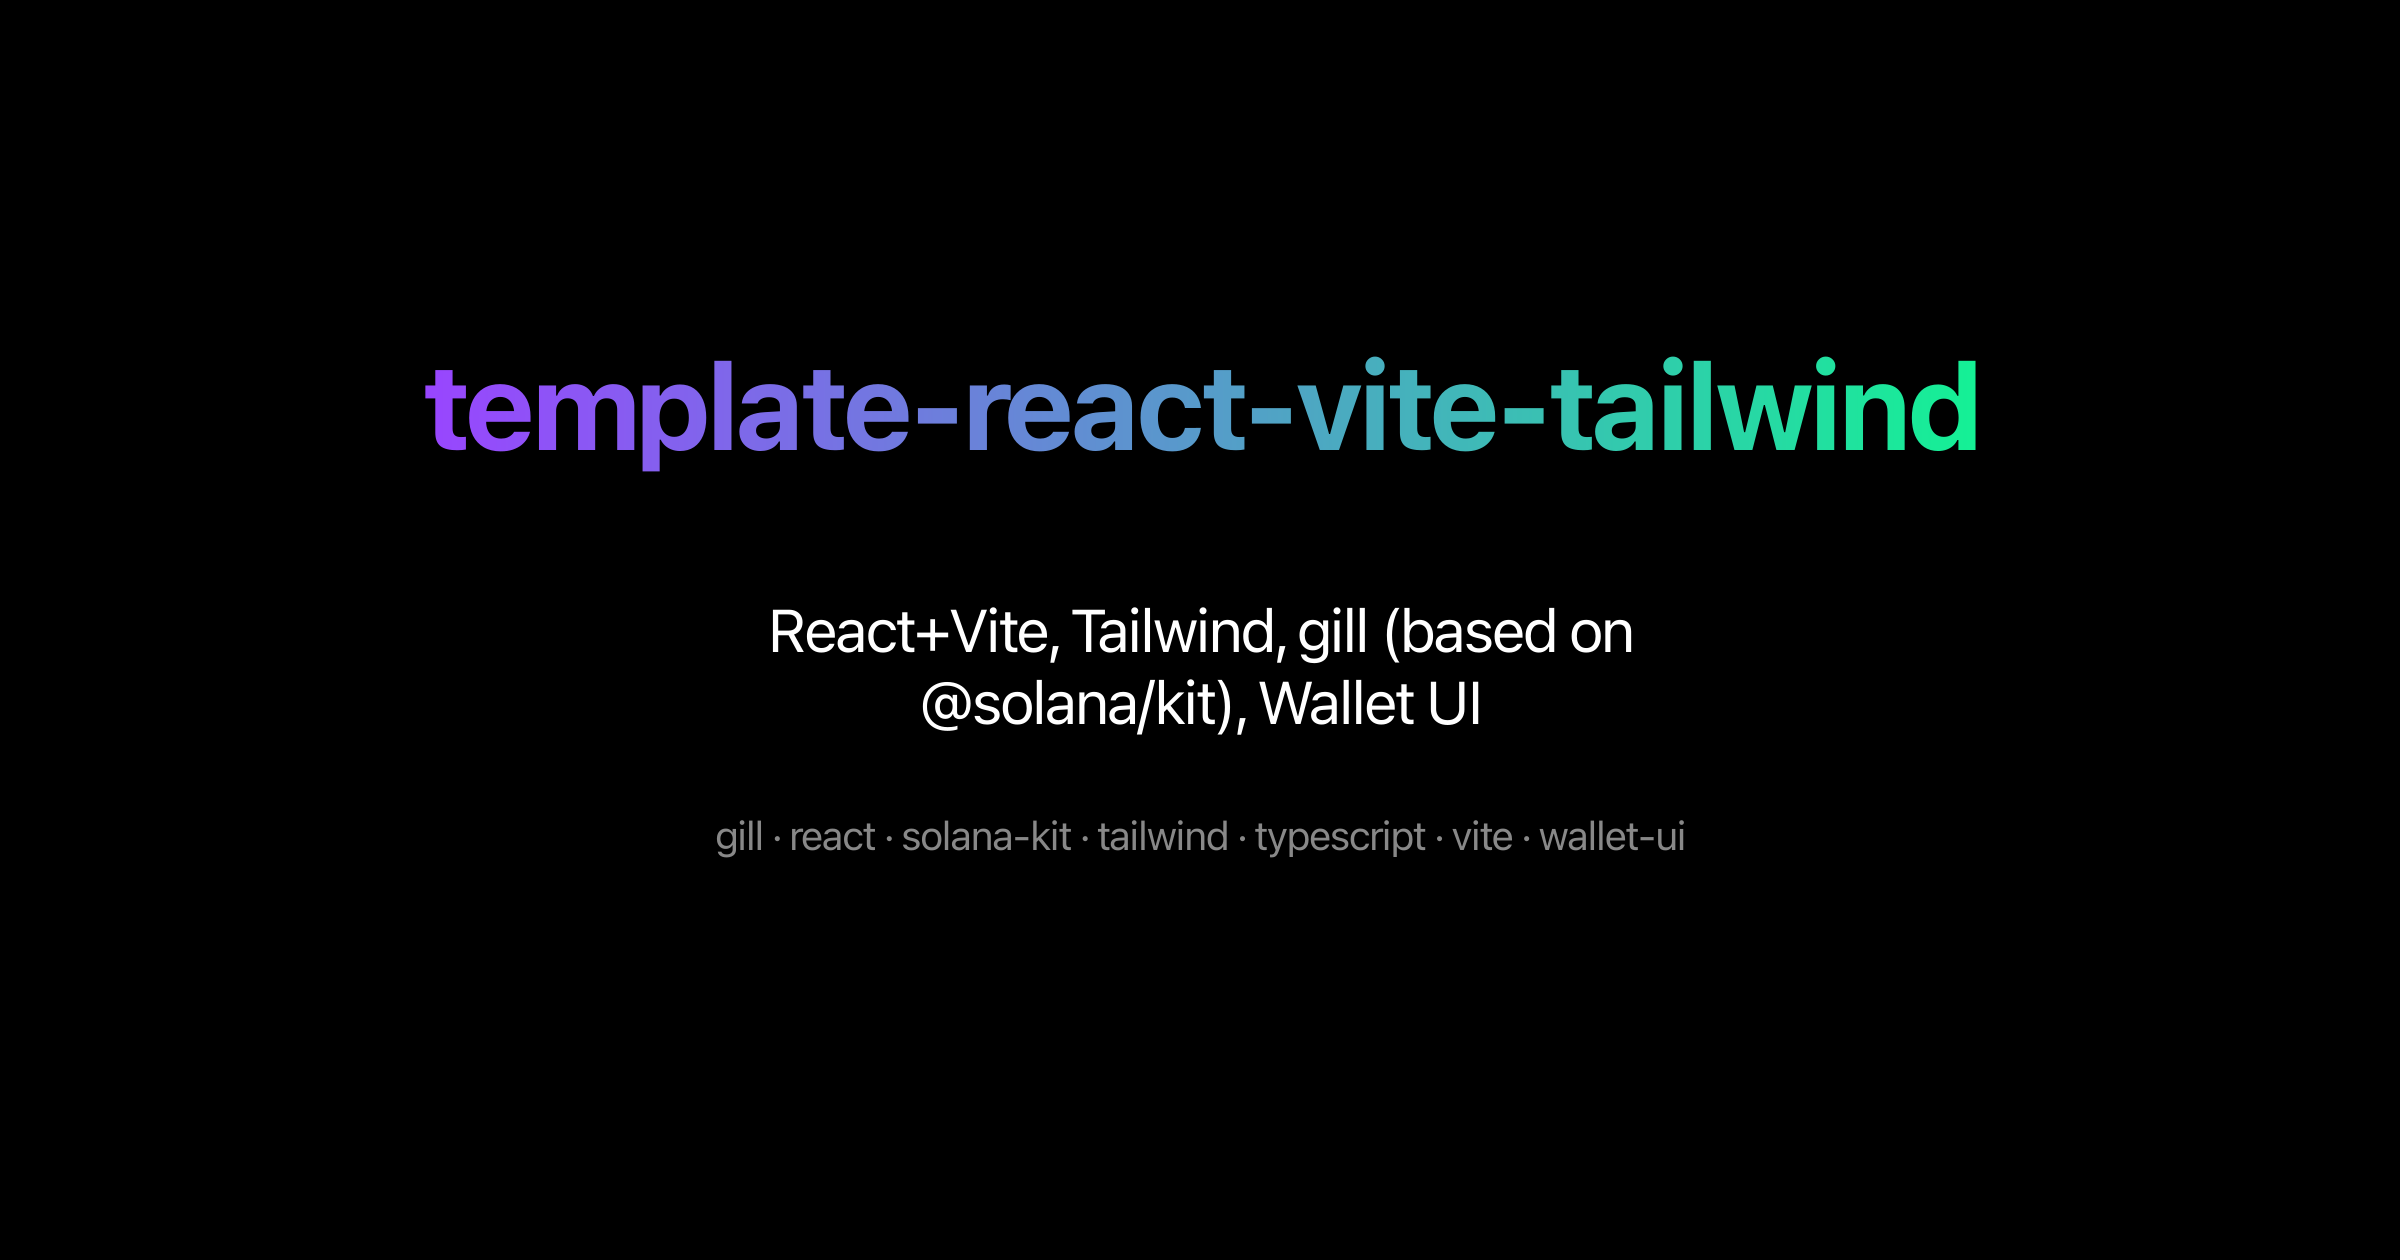 template-react-vite-tailwind
React+Vite, Tailwind, gill (based on
@solana/kit), Wallet UI
gill · react · solana-kit · tailwind · typescript · vite · wallet-ui